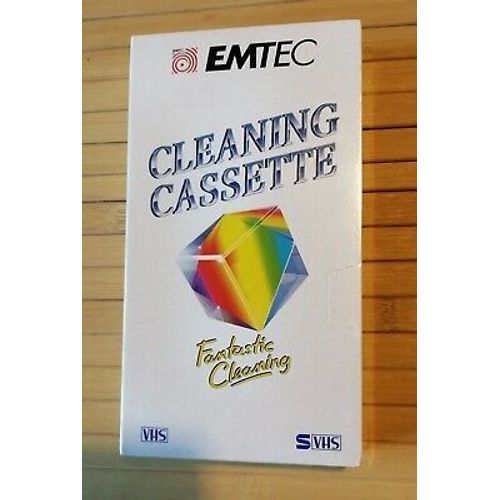 EMTEC
CLEANING
CASSETTE
Fantastic
Cleaning
VHS
S VHS